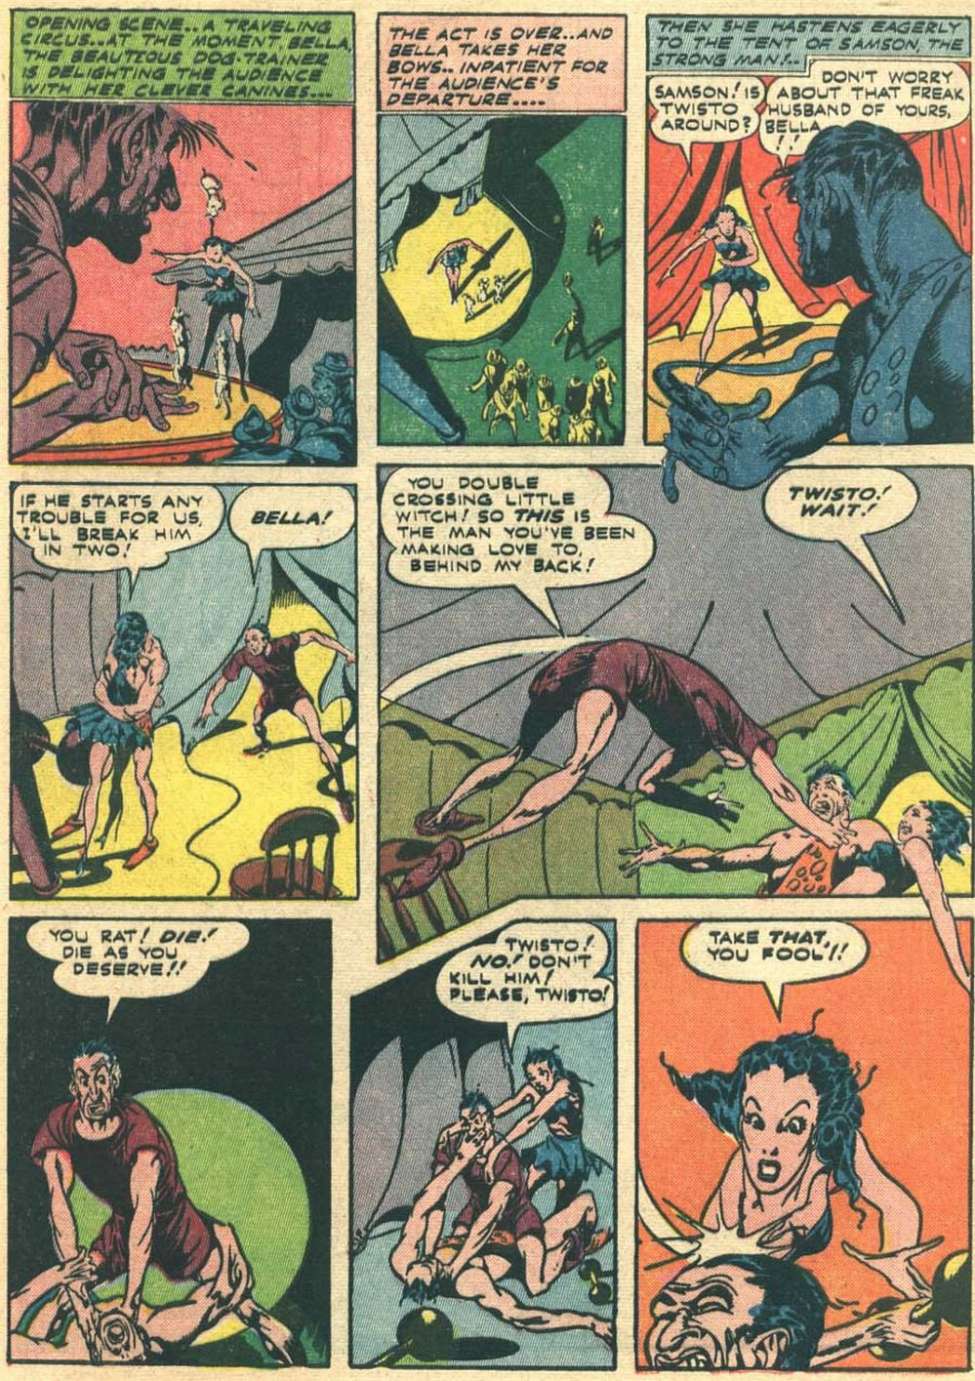 OPENING SCENE.. A TRAVELING
CIRCUS..AT THE MOMENT, BELLA,
THE BEAUTEOUS DOG-TRAINER
IS DELIGHTING THE AUDIENCE
WITH HER CLEVER CANINES...
THE ACT IS OVER..AND
BELLA TAKES HER
BOWS.. INPATIENT FOR
THE AUDIENCE'S
DEPARTURE....
THEN SHE HASTENS EAGERLY
TO THE TENT OF SAMSON, THE
STRONG MAN!..
SAMSON! IS
TWISTO
AROUND?
DON'T WORRY
ABOUT THAT FREAK
HUSBAND OF YOURS,
BELLA
!!
IF HE STARTS ANY
TROUBLE FOR US,
I'LL BREAK HIM
IN TWO!
BELLA!
YOU DOUBLE
CROSSING LITTLE
WITCH! SO THIS IS
THE MAN YOU'VE BEEN
MAKING LOVE TO,
BEHIND MY BACK!
TWISTO!
WAIT!
YOU RAT! DIE!
DIE AS YOU
DESERVE!!
TWISTO!
NO! DON'T
KILL HIM!
PLEASE, TWISTO!
TAKE THAT,
YOU FOOL!!